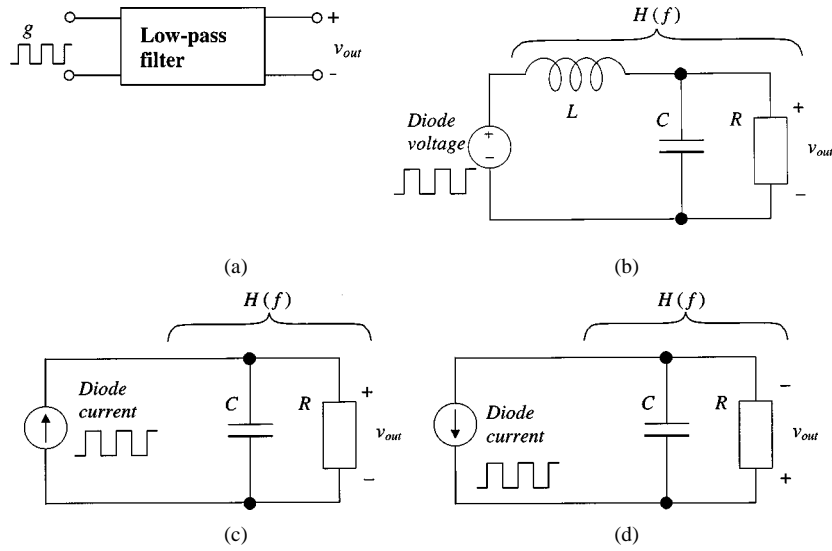 g
Low-pass
filter
+
v_out
-
(a)
H(f)
L
Diode
voltage
+
−
C
R
+
v_out
−
(b)
H(f)
Diode
current
C
R
+
v_out
−
(c)
H(f)
Diode
current
C
R
−
v_out
+
(d)